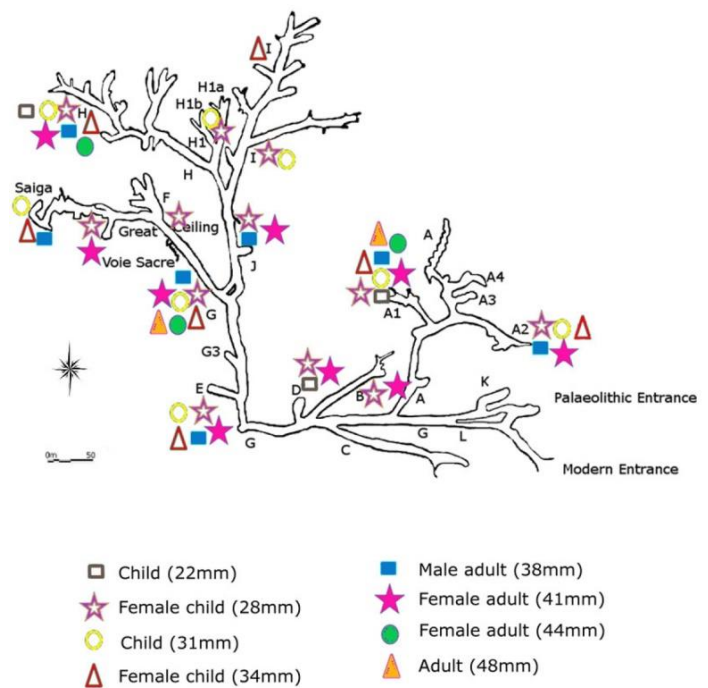 I
H1a
H1b
H
H1
I
H
Saiga
F
Great Ceiling
A
Voie Sacre
J
A4
A3
A1
A2
G
G3
E
D
B
A
K
Palaeolithic Entrance
G
C
G
L
0m 50
Modern Entrance
Child (22mm)
Female child (28mm)
Child (31mm)
Female child (34mm)
Male adult (38mm)
Female adult (41mm)
Female adult (44mm)
Adult (48mm)